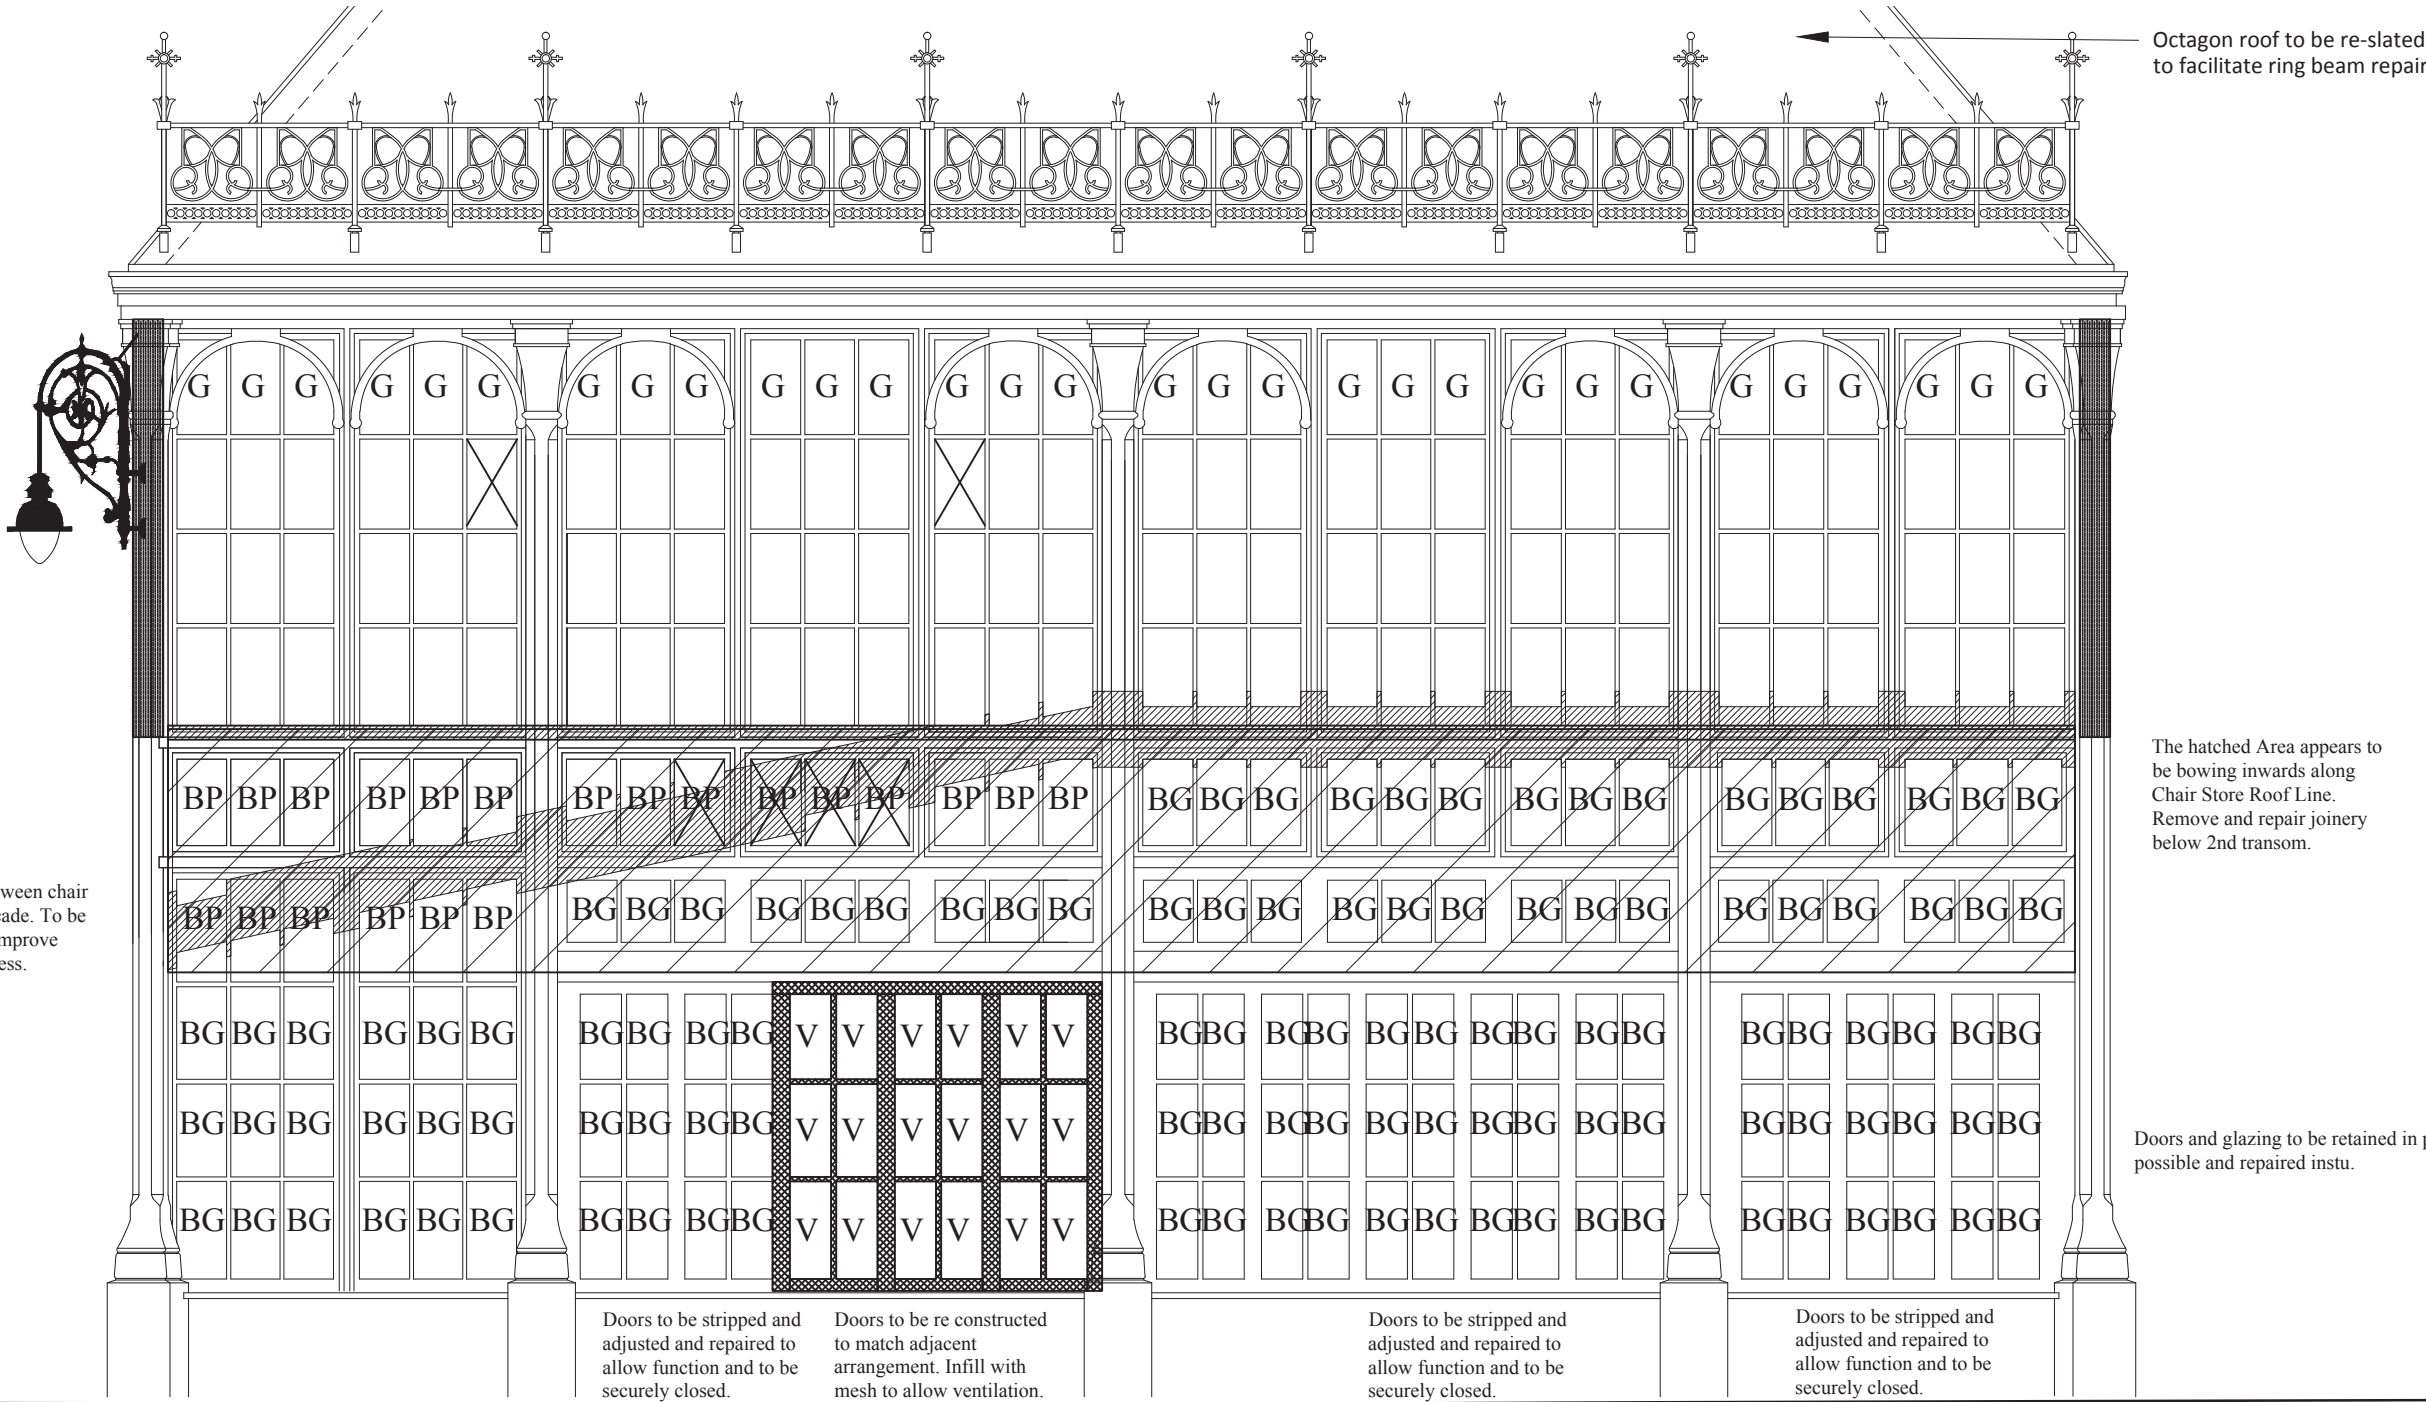 Octagon roof to be re-slated
to facilitate ring beam repair
G G G G G G G G G G G G G G G G G G G G G G G G G G G G G G
BP BP BP BP BP BP BP BP BP BP BP BP BP BP BP BG BG BG BG BG BG BG BG BG BG BG BG BG BG BG
The hatched Area appears to
be bowing inwards along
Chair Store Roof Line.
Remove and repair joinery
below 2nd transom.
chair
To be
BP BP BP BP BP BP BG BG BG BG BG BG BG BG BG BG BG BG BG BG BG BG BG BG BG BG BG BG BG BG
BG BG BG BG BG BG BG BG BG BG V V V V V V BG BG BG BG BG BG BG BG BG BG BG BG BG BG BG BG
BG BG BG BG BG BG BG BG BG BG V V V V V V BG BG BG BG BG BG BG BG BG BG BG BG BG BG BG BG
BG BG BG BG BG BG BG BG BG BG V V V V V V BG BG BG BG BG BG BG BG BG BG BG BG BG BG BG BG
Doors and glazing to be retained in
possible and repaired instu.
Doors to be stripped and
adjusted and repaired to
allow function and to be
securely closed.
Doors to be re constructed
to match adjacent
arrangement. Infill with
mesh to allow ventilation.
Doors to be stripped and
adjusted and repaired to
allow function and to be
securely closed.
Doors to be stripped and
adjusted and repaired to
allow function and to be
securely closed.